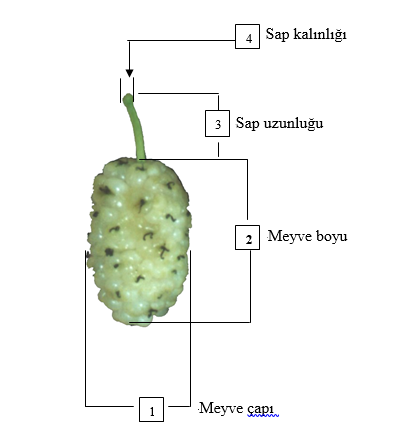 4 Sap kalınlığı
3 Sap uzunluğu
2 Meyve boyu
1 Meyve çapı